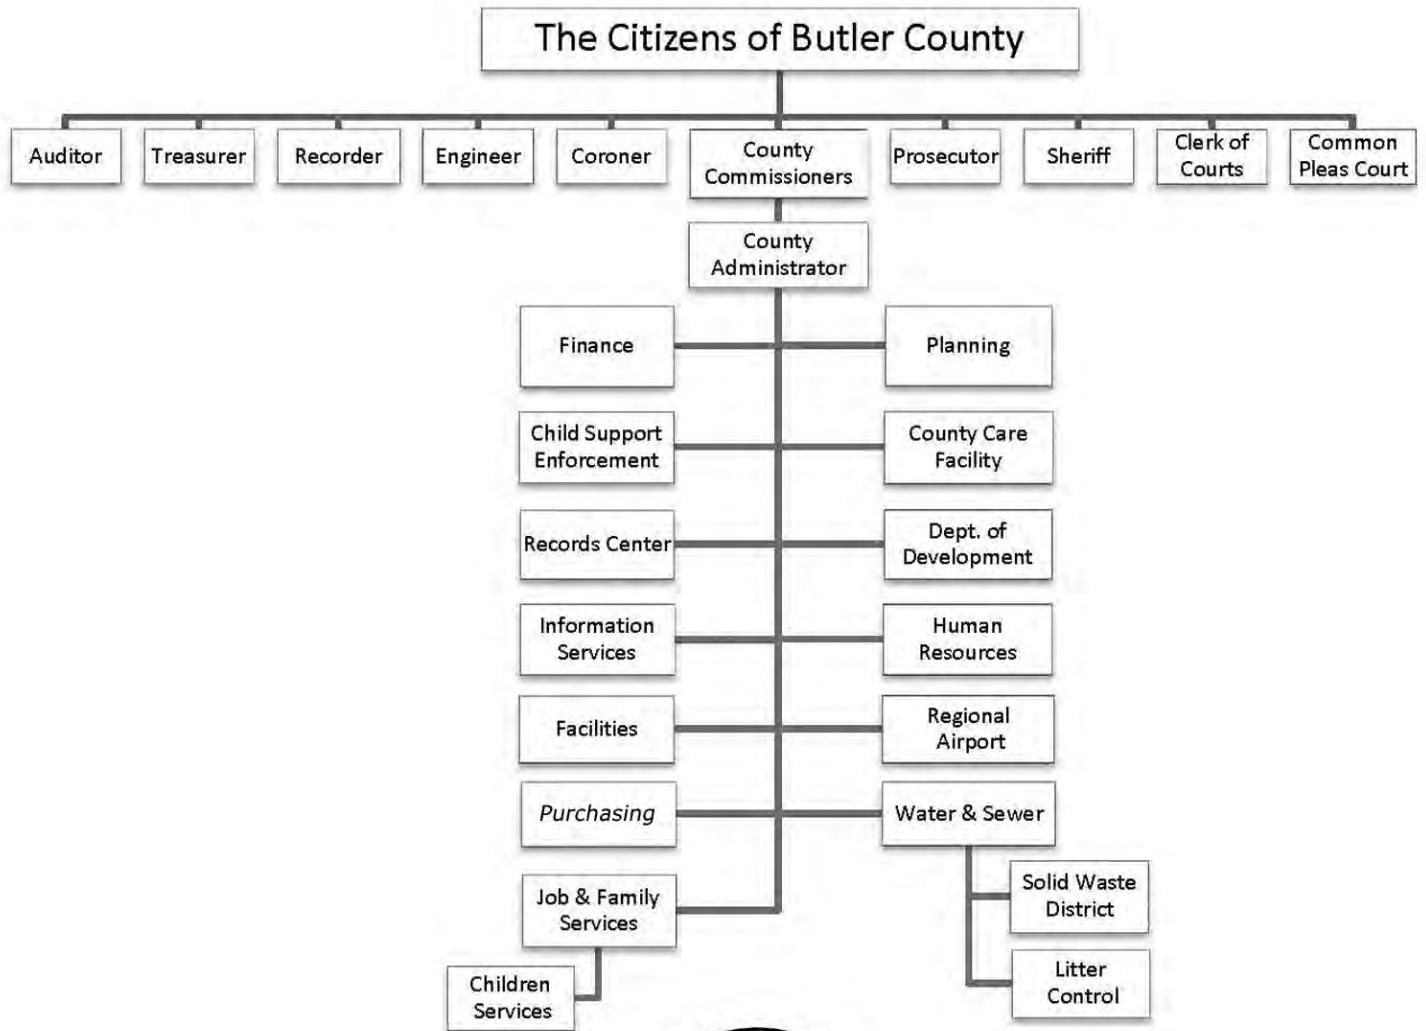 The Citizens of Butler County
Auditor
Treasurer
Recorder
Engineer
Coroner
County
Commissioners
Prosecutor
Sheriff
Clerk of
Courts
Common
Pleas Court
County
Administrator
Finance
Planning
Child Support
Enforcement
County Care
Facility
Records Center
Dept. of
Development
Information
Services
Human
Resources
Facilities
Regional
Airport
Purchasing
Water & Sewer
Job & Family
Services
Solid Waste
District
Children
Services
Litter
Control